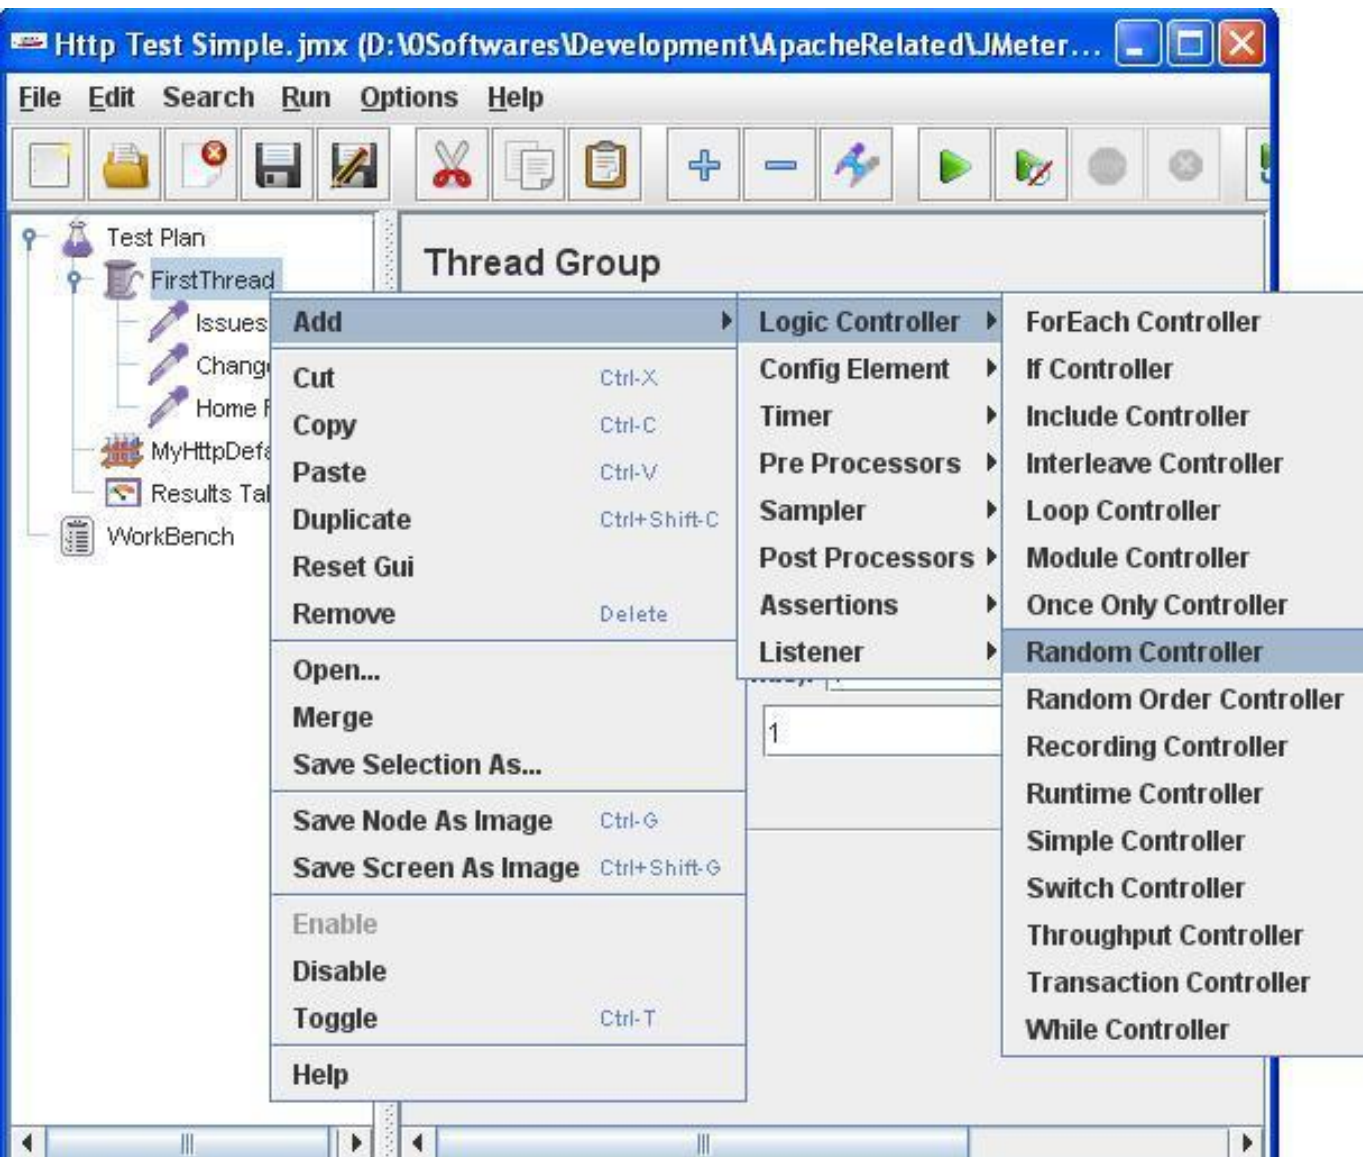 Http Test Simple.jmx (D:\0Softwares\Development\ApacheRelated\JMeter...
File Edit Search Run Options Help
Test Plan
FirstThread
Issues
MyHttpDefa
Results Tal
WorkBench
Thread Group
1
Add
Cut Ctrl-X
Copy Ctrl-C
Paste Ctrl-V
Duplicate Ctrl+Shift-C
Reset Gui
Remove Delete
Open...
Merge
Save Selection As...
Save Node As Image Ctrl-G
Save Screen As Image Ctrl+Shift-G
Enable
Disable
Toggle Ctrl-T
Help
Logic Controller
Config Element
Timer
Pre Processors
Sampler
Post Processors
Assertions
Listener
ForEach Controller
If Controller
Include Controller
Interleave Controller
Loop Controller
Module Controller
Once Only Controller
Random Controller
Random Order Controller
Recording Controller
Runtime Controller
Simple Controller
Switch Controller
Throughput Controller
Transaction Controller
While Controller